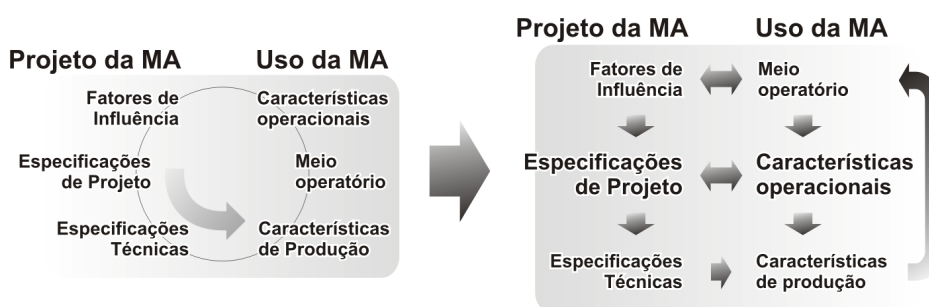 Projeto da MA
Uso da MA
Fatores de
Influência
Características
operacionais
Especificações
de Projeto
Meio
operatório
Especificações
Técnicas
Características
de Produção
Projeto da MA
Uso da MA
Fatores de
Influência
Meio
operatório
Especificações
de Projeto
Características
operacionais
Especificações
Técnicas
Características
de produção